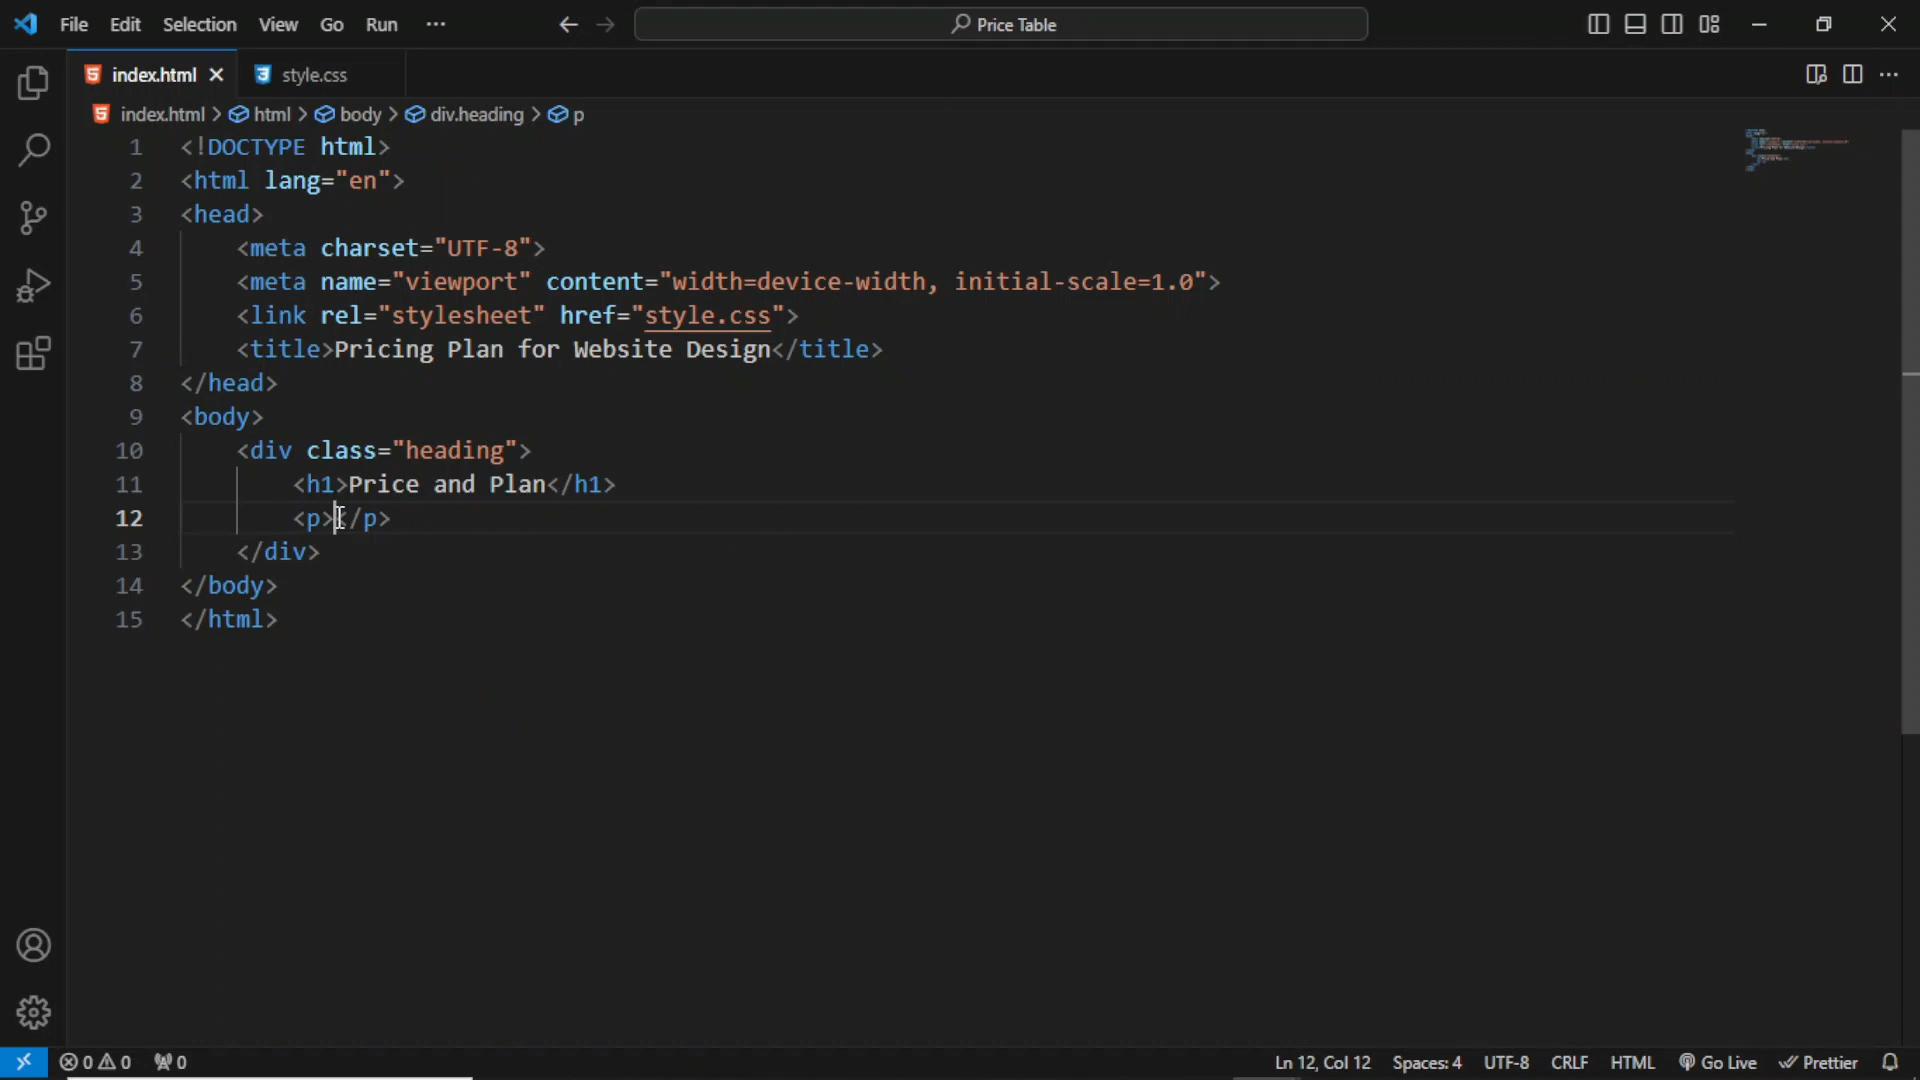 File Edit Selection View Go Run ··· Price Table
index.html style.css
index.html > html > body > div.heading > p
1 <!DOCTYPE html>
2 <html lang="en">
3 <head>
4 <meta charset="UTF-8">
5 <meta name="viewport" content="width=device-width, initial-scale=1.0">
6 <link rel="stylesheet" href="style.css">
7 <title>Pricing Plan for Website Design</title>
8 </head>
9 <body>
10 <div class="heading">
11 <h1>Price and Plan</h1>
12 <p></p>
13 </div>
14 </body>
15 </html>
0 0 0 Ln 12, Col 12 Spaces: 4 UTF-8 CRLF HTML Go Live Prettier